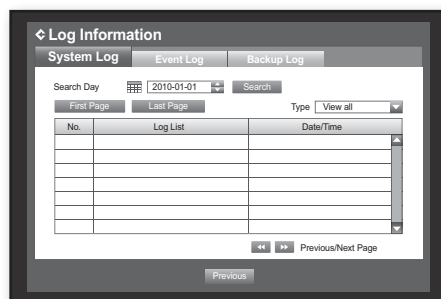 Log Information
System Log Event Log Backup Log
Search Day 2010-01-01 Search
First Page Last Page Type View all
No. Log List Date/Time
Previous/Next Page
Previous